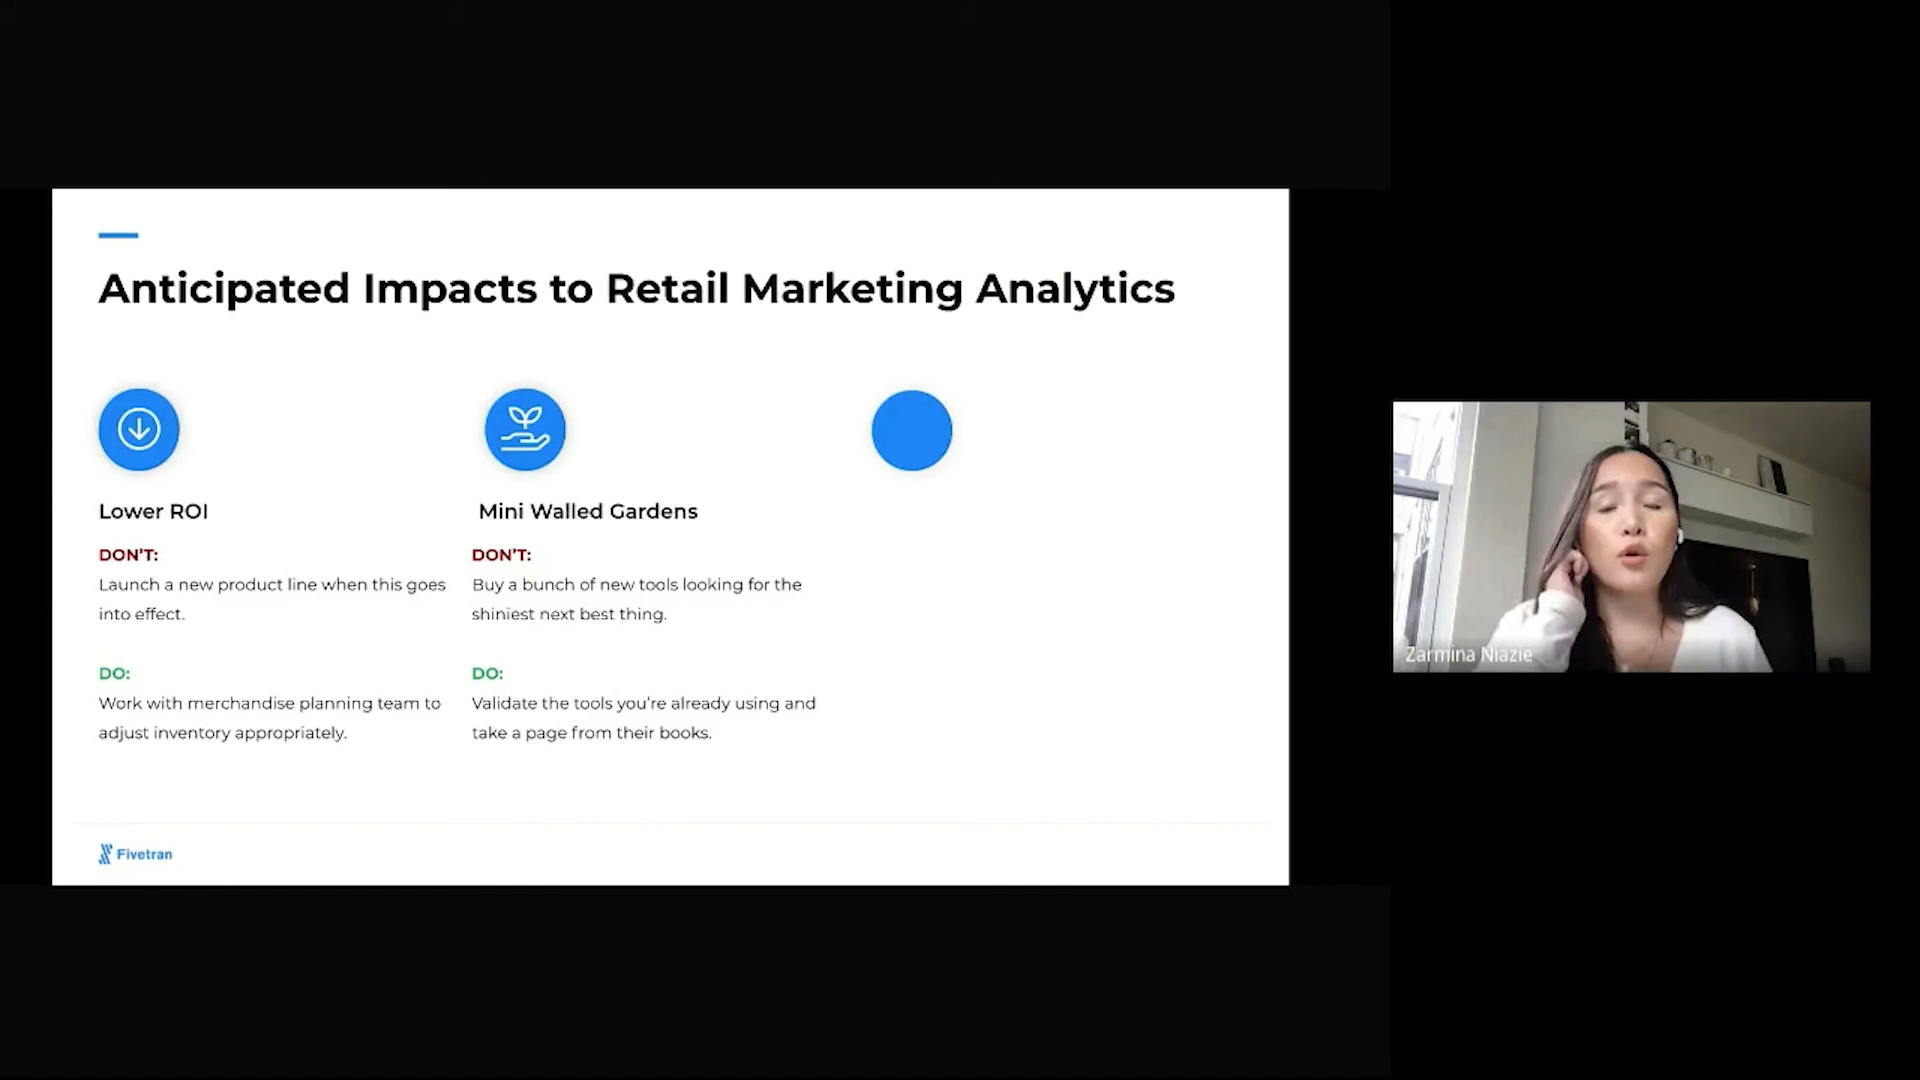 Anticipated Impacts to Retail Marketing Analytics
Lower ROI
DON'T:
Launch a new product line when this goes
into effect.
DO:
Work with merchandise planning team to
adjust inventory appropriately.
Mini Walled Gardens
DON'T:
Buy a bunch of new tools looking for the
shiniest next best thing.
DO:
Validate the tools you're already using and
take a page from their books.
Fivetran
Zarmina Niazie